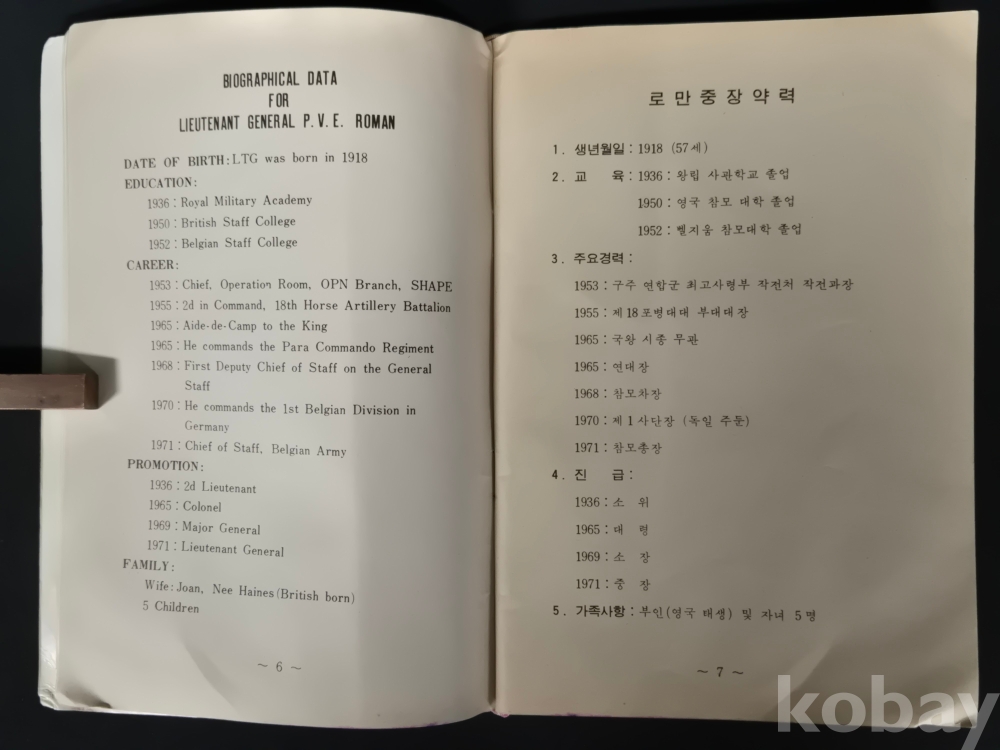 BIOGRAPHICAL DATA
FOR
LIEUTENANT GENERAL P. V. E. ROMAN
DATE OF BIRTH: LTG was born in 1918
EDUCATION:
1936: Royal Military Academy
1950: British Staff College
1952: Belgian Staff College
CAREER:
1953: Chief, Operation Room, OPN Branch, SHAPE
1955: 2d in Command, 18th Horse Artillery Battalion
1965: Aide-de-Camp to the King
1965: He commands the Para Commando Regiment
1968: First Deputy Chief of Staff on the General
Staff
1970: He commands the 1st Belgian Division in
Germany
1971: Chief of Staff, Belgian Army
PROMOTION:
1936: 2d Lieutenant
1965: Colonel
1969: Major General
1971: Lieutenant General
FAMILY:
Wife: Joan, Nee Haines (British born)
5 Children
~ 6 ~
로만중장약력
1. 생년월일: 1918 (57세)
2. 교 육: 1936: 왕립 사관학교 졸업
1950: 영국 참모 대학 졸업
1952: 벨지움 참모대학 졸업
3. 주요경력:
1953: 구주 연합군 최고사령부 작전처 작전과장
1955: 제18포병대대 부대대장
1965: 국왕 시종 무관
1965: 연대장
1968: 참모차장
1970: 제1사단장 (독일 주둔)
1971: 참모총장
4. 진 급:
1936: 소 위
1965: 대 령
1969: 소 장
1971: 중 장
5. 가족사항: 부인(영국 태생) 및 자녀 5명
~ 7 ~
kobay